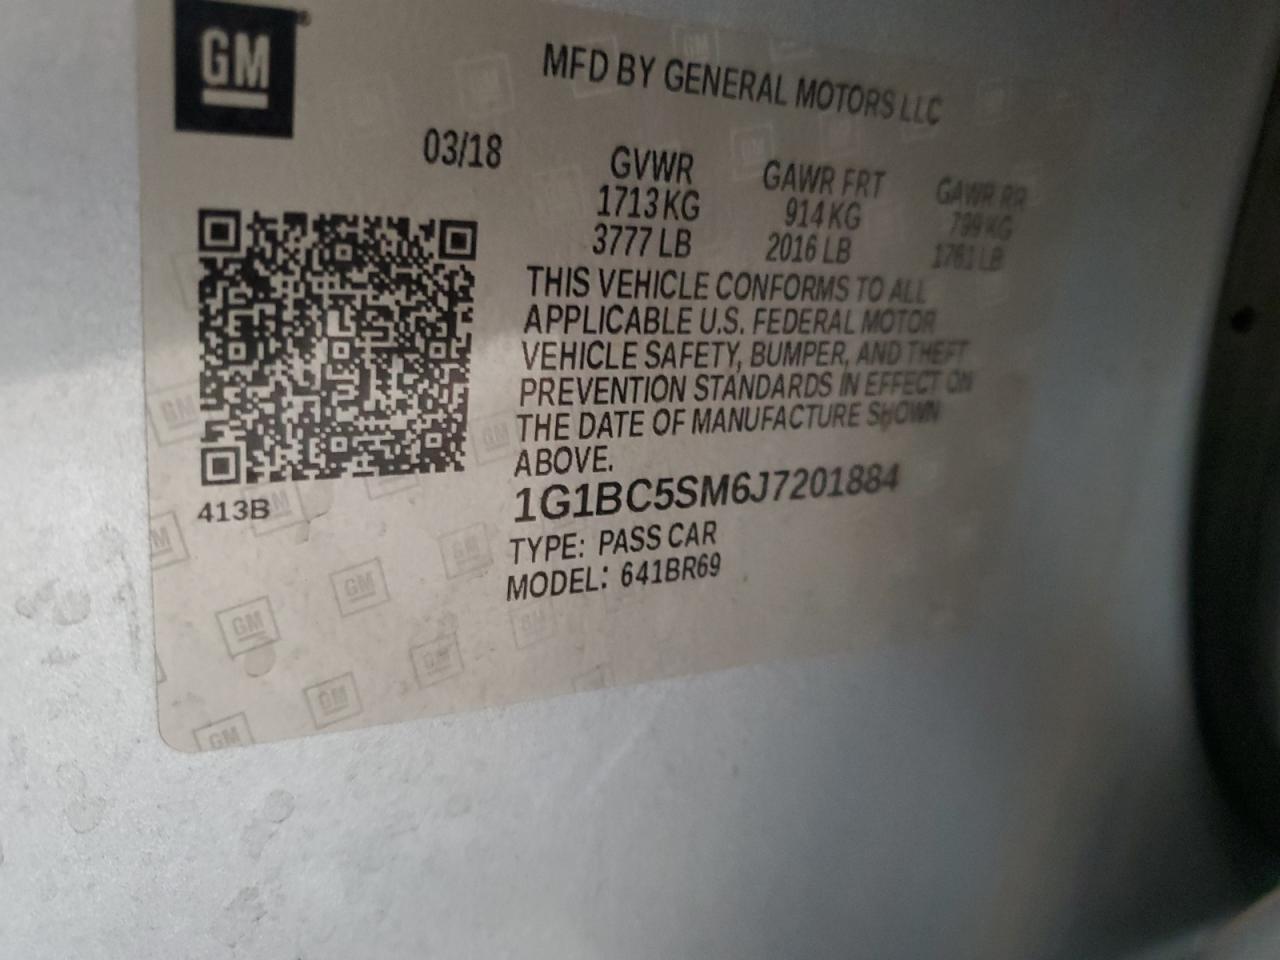 GM
MFD BY GENERAL MOTORS LLC
03/18
GVWR GAWR FRT GAWR RR
1713 KG 914 KG 799 KG
3777 LB 2016 LB 1761 LB
THIS VEHICLE CONFORMS TO ALL
APPLICABLE U.S. FEDERAL MOTOR
VEHICLE SAFETY, BUMPER, AND THEFT
PREVENTION STANDARDS IN EFFECT ON
THE DATE OF MANUFACTURE SHOWN
ABOVE.
413B
1G1BC5SM6J7201884
TYPE: PASS CAR
MODEL: 641BR69